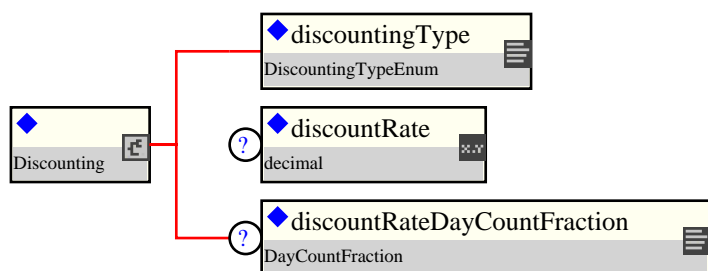 discountingType
DiscountingTypeEnum
Discounting
?
discountRate
decimal
x.y
?
discountRateDayCountFraction
DayCountFraction